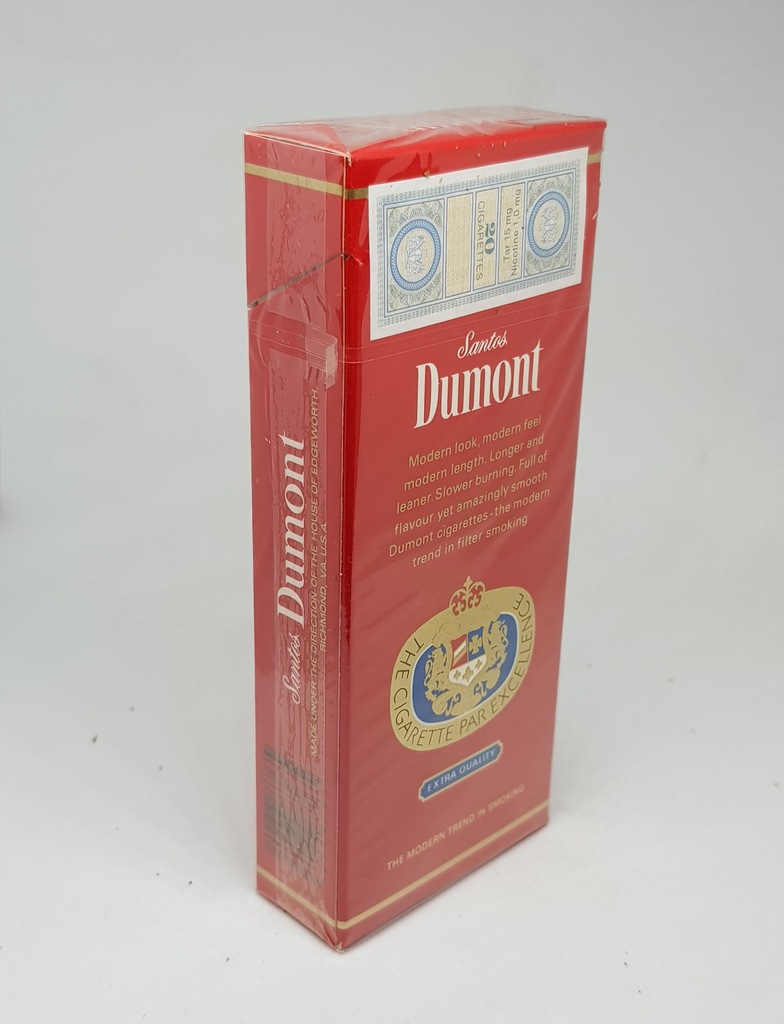 20
CIGARETTES
Tar 15 mg
Nicotine 1,0 mg
Santos
Dumont
Modern look, modern feel
modern length. Longer and
leaner. Slower burning. Full of
flavour yet amazingly smooth
Dumont cigarettes-the modern
trend in filter smoking
THE CIGARETTE PAR EXCELLENCE
EXTRA QUALITY
THE MODERN TREND IN SMOKING
Santos Dumont
MADE UNDER THE DIRECTION OF THE HOUSE OF EDGEWORTH,
RICHMOND, VA. U.S.A.